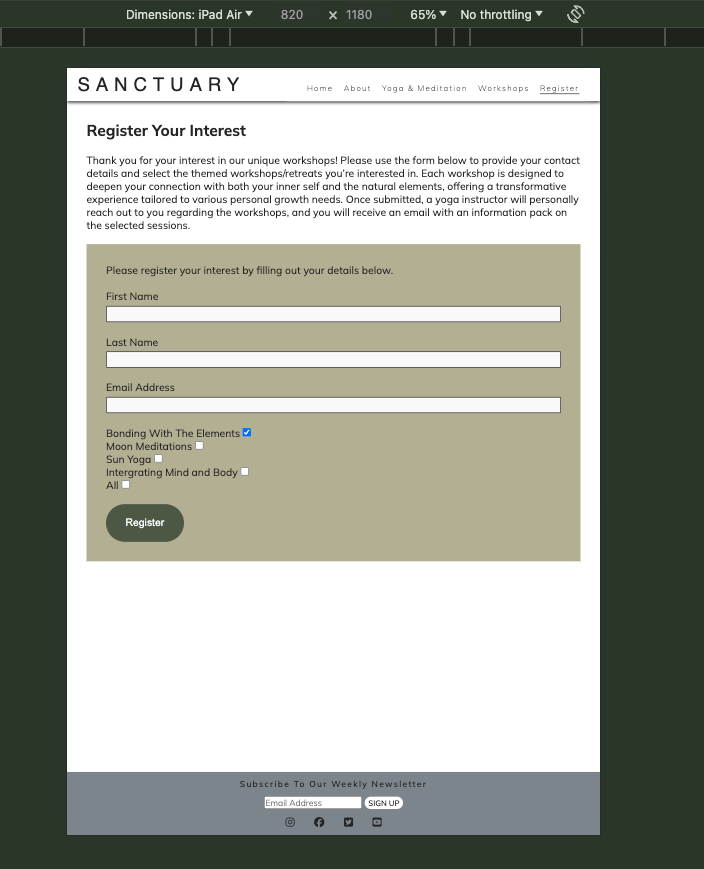 Dimensions: iPad Air 820 × 1180 65% No throttling
SANCTUARY
Home About Yoga & Meditation Workshops Register
Register Your Interest
Thank you for your interest in our unique workshops! Please use the form below to provide your contact
details and select the themed workshops/retreats you're interested in. Each workshop is designed to
deepen your connection with both your inner self and the natural elements, offering a transformative
experience tailored to various personal growth needs. Once submitted, a yoga instructor will personally
reach out to you regarding the workshops, and you will receive an email with an information pack on
the selected sessions.
Please register your interest by filling out your details below.
First Name
Last Name
Email Address
Bonding With The Elements
Moon Meditations
Sun Yoga
Intergrating Mind and Body
All
Register
Subscribe To Our Weekly Newsletter
Email Address SIGN UP